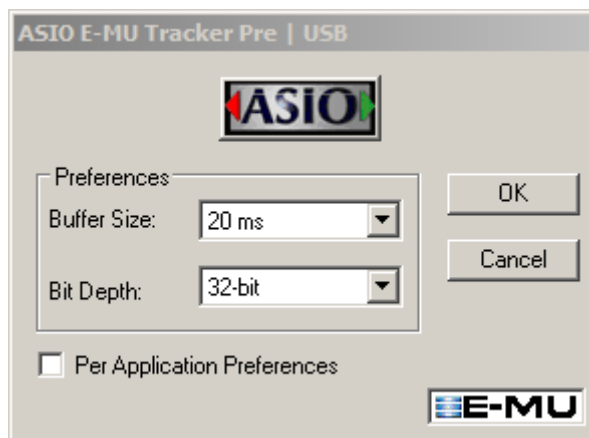 ASIO E-MU Tracker Pre | USB
ASIO
Preferences
Buffer Size: 20 ms
Bit Depth: 32-bit
OK
Cancel
Per Application Preferences
E-MU